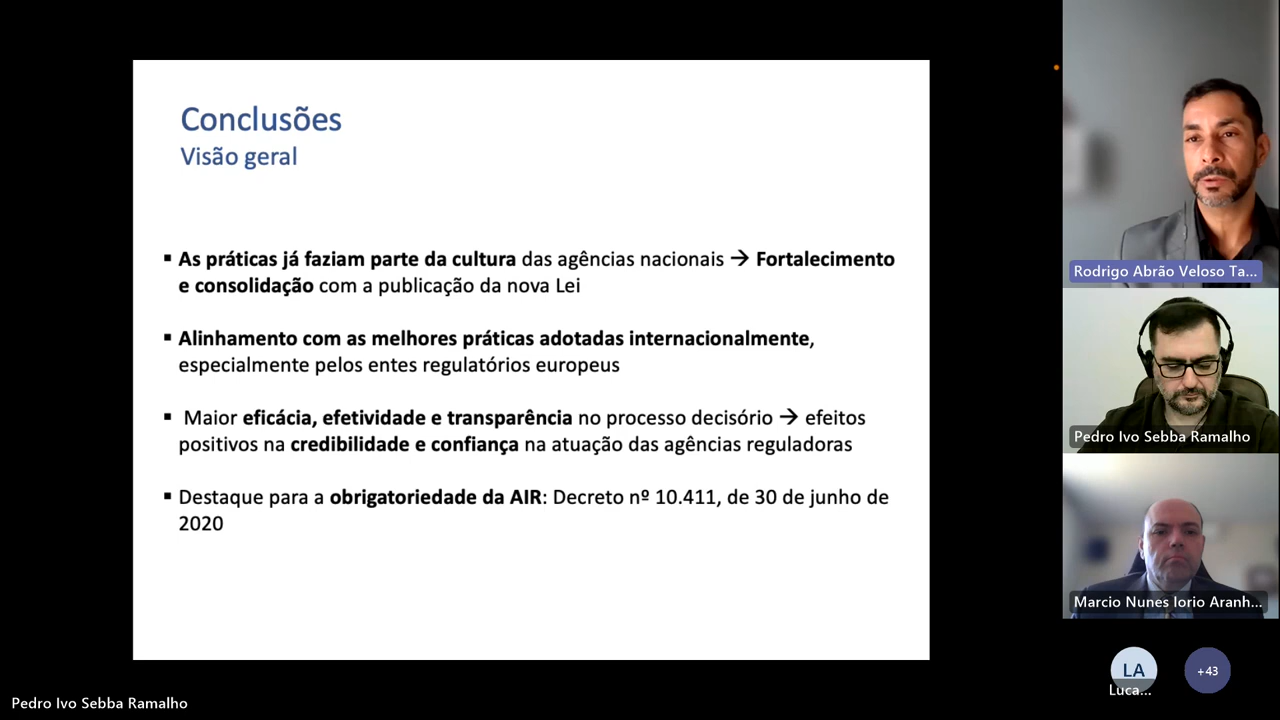 Conclusões
Visão geral
▪ As práticas já faziam parte da cultura das agências nacionais → Fortalecimento
e consolidação com a publicação da nova Lei
▪ Alinhamento com as melhores práticas adotadas internacionalmente,
especialmente pelos entes regulatórios europeus
▪ Maior eficácia, efetividade e transparência no processo decisório → efeitos
positivos na credibilidade e confiança na atuação das agências reguladoras
▪ Destaque para a obrigatoriedade da AIR: Decreto nº 10.411, de 30 de junho de
2020
Rodrigo Abrão Veloso Ta...
Pedro Ivo Sebba Ramalho
Marcio Nunes Iorio Aranh...
LA
Luca...
+43
Pedro Ivo Sebba Ramalho